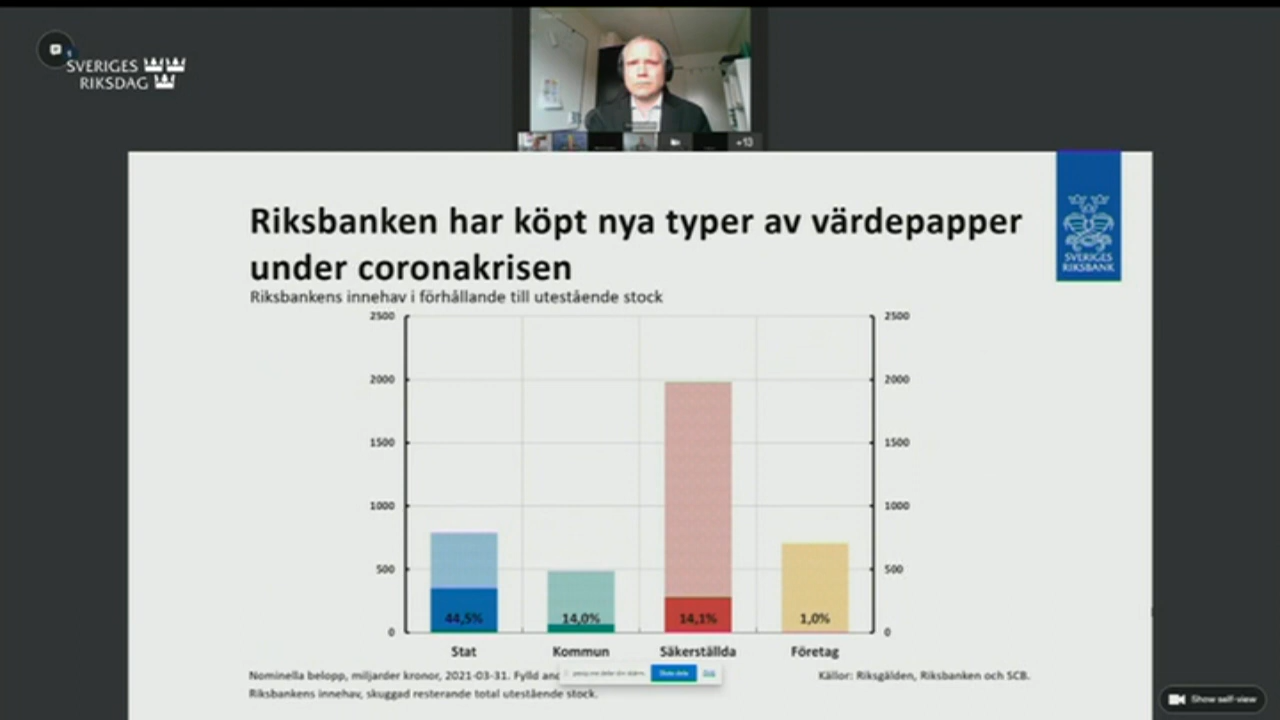 SVERIGES
RIKSDAG
+13
Riksbanken har köpt nya typer av värdepapper
under coronakrisen
Riksbankens innehav i förhållande till utestående stock
SVERIGES
RIKSBANK
2500 2500
2000 2000
1500 1500
1000 1000
500 500
44,5% 14,0% 14,1% 1,0%
0 0
Stat Kommun Säkerställda Företag
Nominella belopp, miljarder kronor, 2021-03-31. Fylld Källor: Riksgälden, Riksbanken och SCB.
Riksbankens innehav, skuggad resterande total utestående stock.
Show self-view